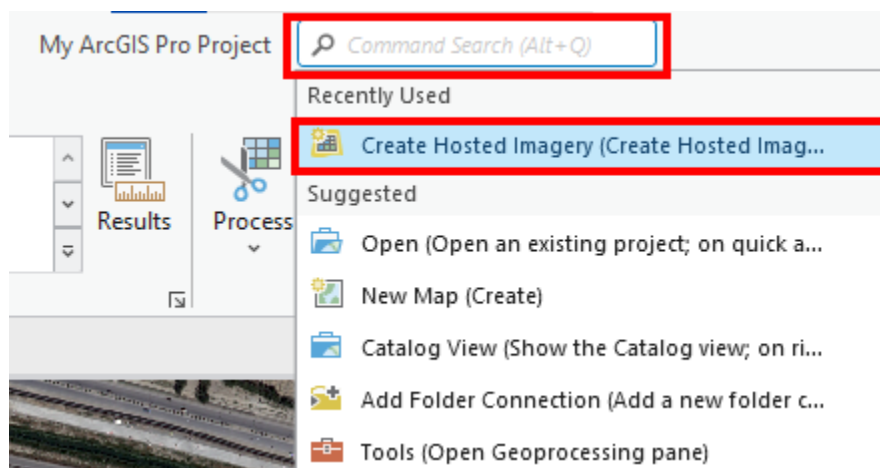 My ArcGIS Pro Project
Command Search (Alt+Q)
Recently Used
Create Hosted Imagery (Create Hosted Imag...
Suggested
Results
Process
Open (Open an existing project; on quick a...
New Map (Create)
Catalog View (Show the Catalog view; on ri...
Add Folder Connection (Add a new folder c...
Tools (Open Geoprocessing pane)